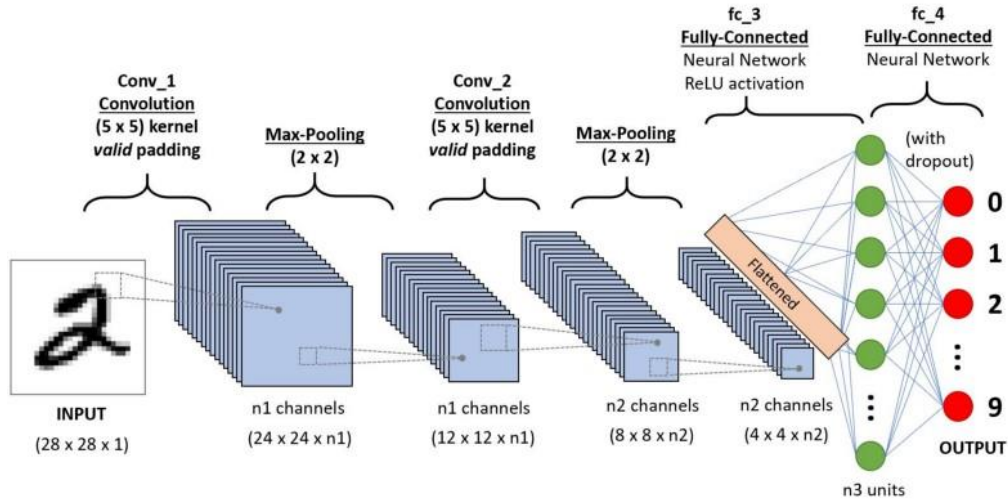 Conv_1
Convolution
(5 x 5) kernel
valid padding
Max-Pooling
(2 x 2)
Conv_2
Convolution
(5 x 5) kernel
valid padding
Max-Pooling
(2 x 2)
fc_3
Fully-Connected
Neural Network
ReLU activation
fc_4
Fully-Connected
Neural Network
(with
dropout)
Flattened
0
1
2
9
OUTPUT
2
INPUT
(28 x 28 x 1)
n1 channels
(24 x 24 x n1)
n1 channels
(12 x 12 x n1)
n2 channels
(8 x 8 x n2)
n2 channels
(4 x 4 x n2)
n3 units